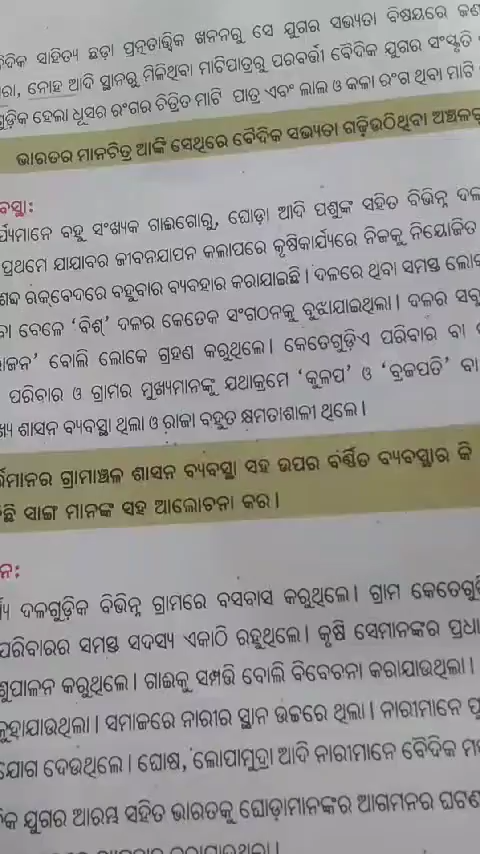 ଦିକ ସାହିତ୍ୟ ଛଡ଼ା ପ୍ରତ୍ନତାତ୍ତ୍ୱିକ ଖନନରୁ ସେ ଯୁଗର ସଭ୍ୟତା ବିଷୟରେ
ରା, ନୋହ ଆଦି ସ୍ଥାନରୁ ମିଳିଥିବା ମାଟିପାତ୍ରରୁ ପରବର୍ତ୍ତୀ ବୈଦିକ ଯୁଗର ସଂସ୍କୃତି
ଗୁଡ଼ିକ ହେଲା ଧୂସର ରଂଗର ଚିତ୍ରିତ ମାଟି ପାତ୍ର ଏବଂ ଲାଲ ଓ କଳା ରଂଗ ଥିବା ମାଟି
ଭାରତର ମାନଚିତ୍ର ଆଙ୍କି ସେଥିରେ ବୈଦିକ ସଭ୍ୟତା ଗଢ଼ିଉଠିଥିବା ଅଞ୍ଚଳକୁ
ବସ୍ଥା:
ର୍ଯ୍ୟମାନେ ବହୁ ସଂଖ୍ୟକ ଗାଈଗୋରୁ, ଘୋଡ଼ା ଆଦି ପଶୁଙ୍କ ସହିତ ବିଭିନ୍ନ ଦଳ
ପ୍ରଥମେ ଯାଯାବର ଜୀବନଯାପନ କଲାପରେ କୃଷିକାର୍ଯ୍ୟରେ ନିଜକୁ ନିୟୋଜିତ
ଶବ୍ଦ ଋକ୍‌ବେଦରେ ବହୁବାର ବ୍ୟବହାର କରାଯାଇଛି । ଦଳରେ ଥିବା ସମସ୍ତ ଲୋକ
ବା ବେଳେ ‘ବିଶ୍’ ଦଳର କେତେକ ସଂଗଠନକୁ ବୁଝାଯାଇଥିଲା । ଦଳର ସବୁ
ାଜନ’ ବୋଲି ଲୋକେ ଗ୍ରହଣ କରୁଥିଲେ । କେତେଗୁଡ଼ିଏ ପରିବାର ବା
ପରିବାର ଓ ଗ୍ରାମର ମୁଖ୍ୟମାନଙ୍କୁ ଯଥାକ୍ରମେ ‘କୁଳପ’ ଓ ‘ବ୍ରଜପତି’ ବା
ଖ୍ୟ ଶାସନ ବ୍ୟବସ୍ଥା ଥିଲା ଓ ରାଜା ବହୁତ କ୍ଷମତାଶାଳୀ ଥିଲେ ।
ର୍ତ୍ତମାନର ଗ୍ରାମାଞ୍ଚଳ ଶାସନ ବ୍ୟବସ୍ଥା ସହ ଉପର ବର୍ଣ୍ଣିତ ବ୍ୟବସ୍ଥାର କି
ଛି ସାଙ୍ଗ ମାନଙ୍କ ସହ ଆଲୋଚନା କର ।
ନ:
ର୍ଯ୍ୟ ଦଳଗୁଡ଼ିକ ବିଭିନ୍ନ ଗ୍ରାମରେ ବସବାସ କରୁଥିଲେ । ଗ୍ରାମ କେତେଗୁଡ଼ି
ପରିବାରର ସମସ୍ତ ସଦସ୍ୟ ଏକାଠି ରହୁଥିଲେ । କୃଷି ସେମାନଙ୍କର ପ୍ରଧା
ଶୁପାଳନ କରୁଥିଲେ । ଗାଈକୁ ସମ୍ପତ୍ତି ବୋଲି ବିବେଚନା କରାଯାଉଥିଲା ।
କୁହାଯାଉଥିଲା । ସମାଜରେ ନାରୀର ସ୍ଥାନ ଉଚ୍ଚରେ ଥିଲା । ନାରୀମାନେ
ଯୋଗ ଦେଉଥିଲେ । ଘୋଷ, ଲୋପାମୁଦ୍ରା ଆଦି ନାରୀମାନେ ବୈଦିକ
ିକ ଯୁଗର ଆରମ୍ଭ ସହିତ ଭାରତକୁ ଘୋଡ଼ାମାନଙ୍କର ଆଗମନର ଘଟଣ